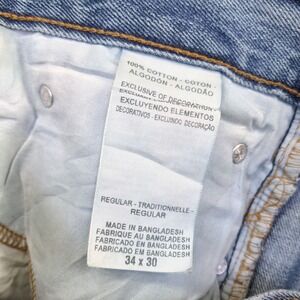 100% COTTON - COTON -
ALGODÓN - ALGODÃO
EXCLUSIVE OF DECORATION -
EXCLUYENDO ELEMENTOS
DECORATIVOS - EXCLUINDO DECORAÇÃO
REGULAR - TRADITIONNELLE -
REGULAR
MADE IN BANGLADESH
FABRIQUE AU BANGLADESH
FABRICADO EN BANGLADESH
FABRICADO EM BANGLADESH
34 x 30